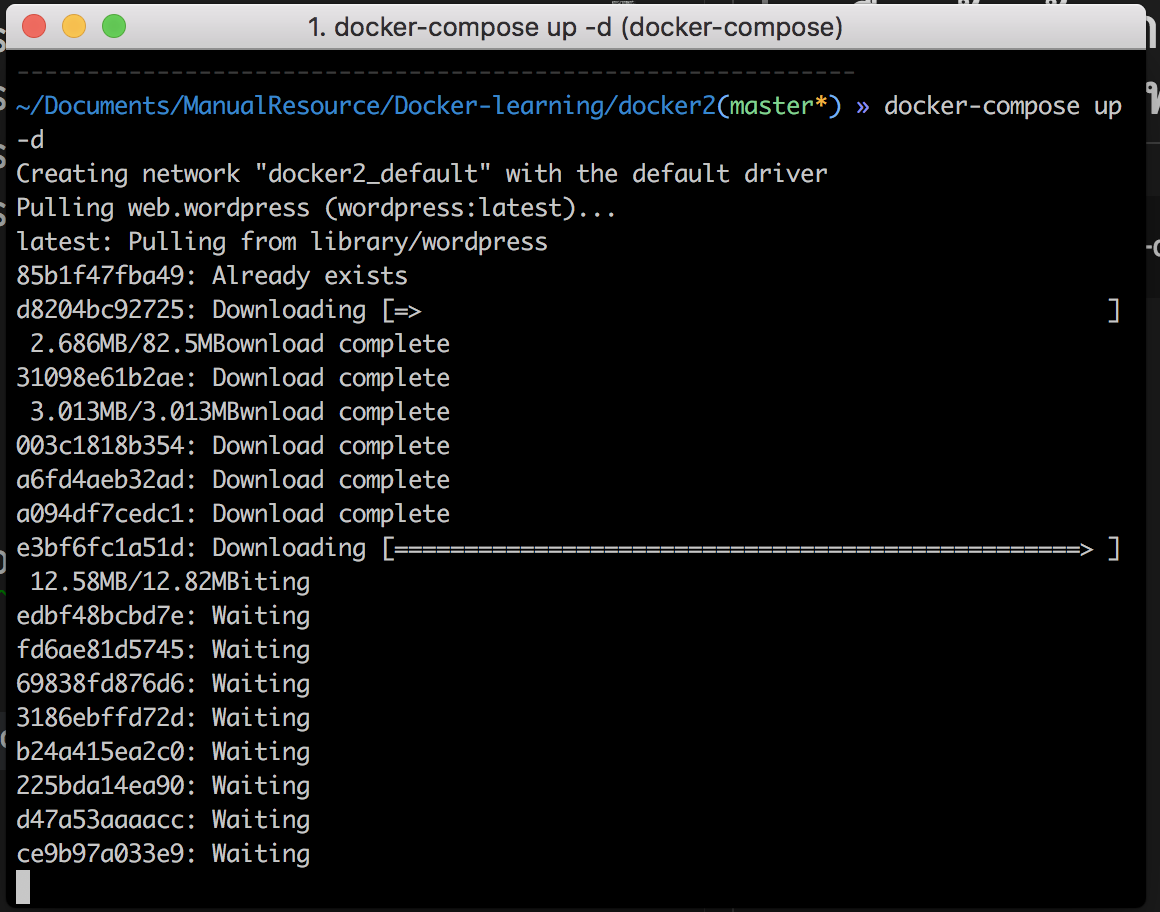 1. docker-compose up -d (docker-compose)
------------------------------------------------------------
~/Documents/ManualResource/Docker-learning/docker2(master*) » docker-compose up
-d
Creating network "docker2_default" with the default driver
Pulling web.wordpress (wordpress:latest)...
latest: Pulling from library/wordpress
85b1f47fba49: Already exists
d8204bc92725: Downloading [=>                                                  ]
 2.686MB/82.5MBownload complete
31098e61b2ae: Download complete
 3.013MB/3.013MBwnload complete
003c1818b354: Download complete
a6fd4aeb32ad: Download complete
a094df7cedc1: Download complete
e3bf6fc1a51d: Downloading [=================================================> ]
 12.58MB/12.82MBiting
edbf48bcbd7e: Waiting
fd6ae81d5745: Waiting
69838fd876d6: Waiting
3186ebffd72d: Waiting
b24a415ea2c0: Waiting
225bda14ea90: Waiting
d47a53aaaacc: Waiting
ce9b97a033e9: Waiting